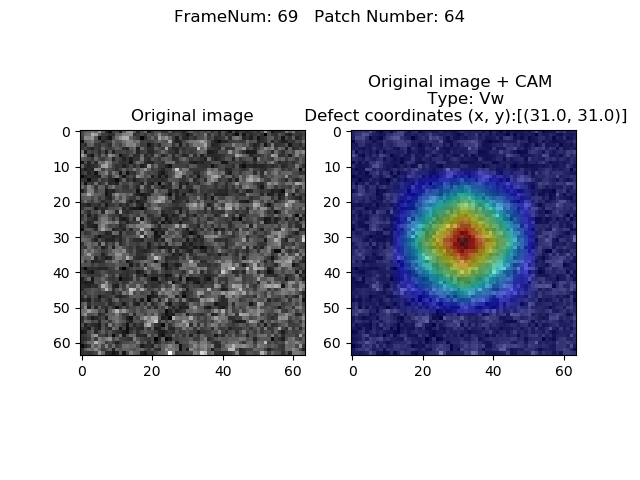 FrameNum: 69   Patch Number: 64
Original image
Original image + CAM
Type: Vw
Defect coordinates (x, y):[(31.0, 31.0)]
0
10
20
30
40
50
60
0 20 40 60
0
10
20
30
40
50
60
0 20 40 60